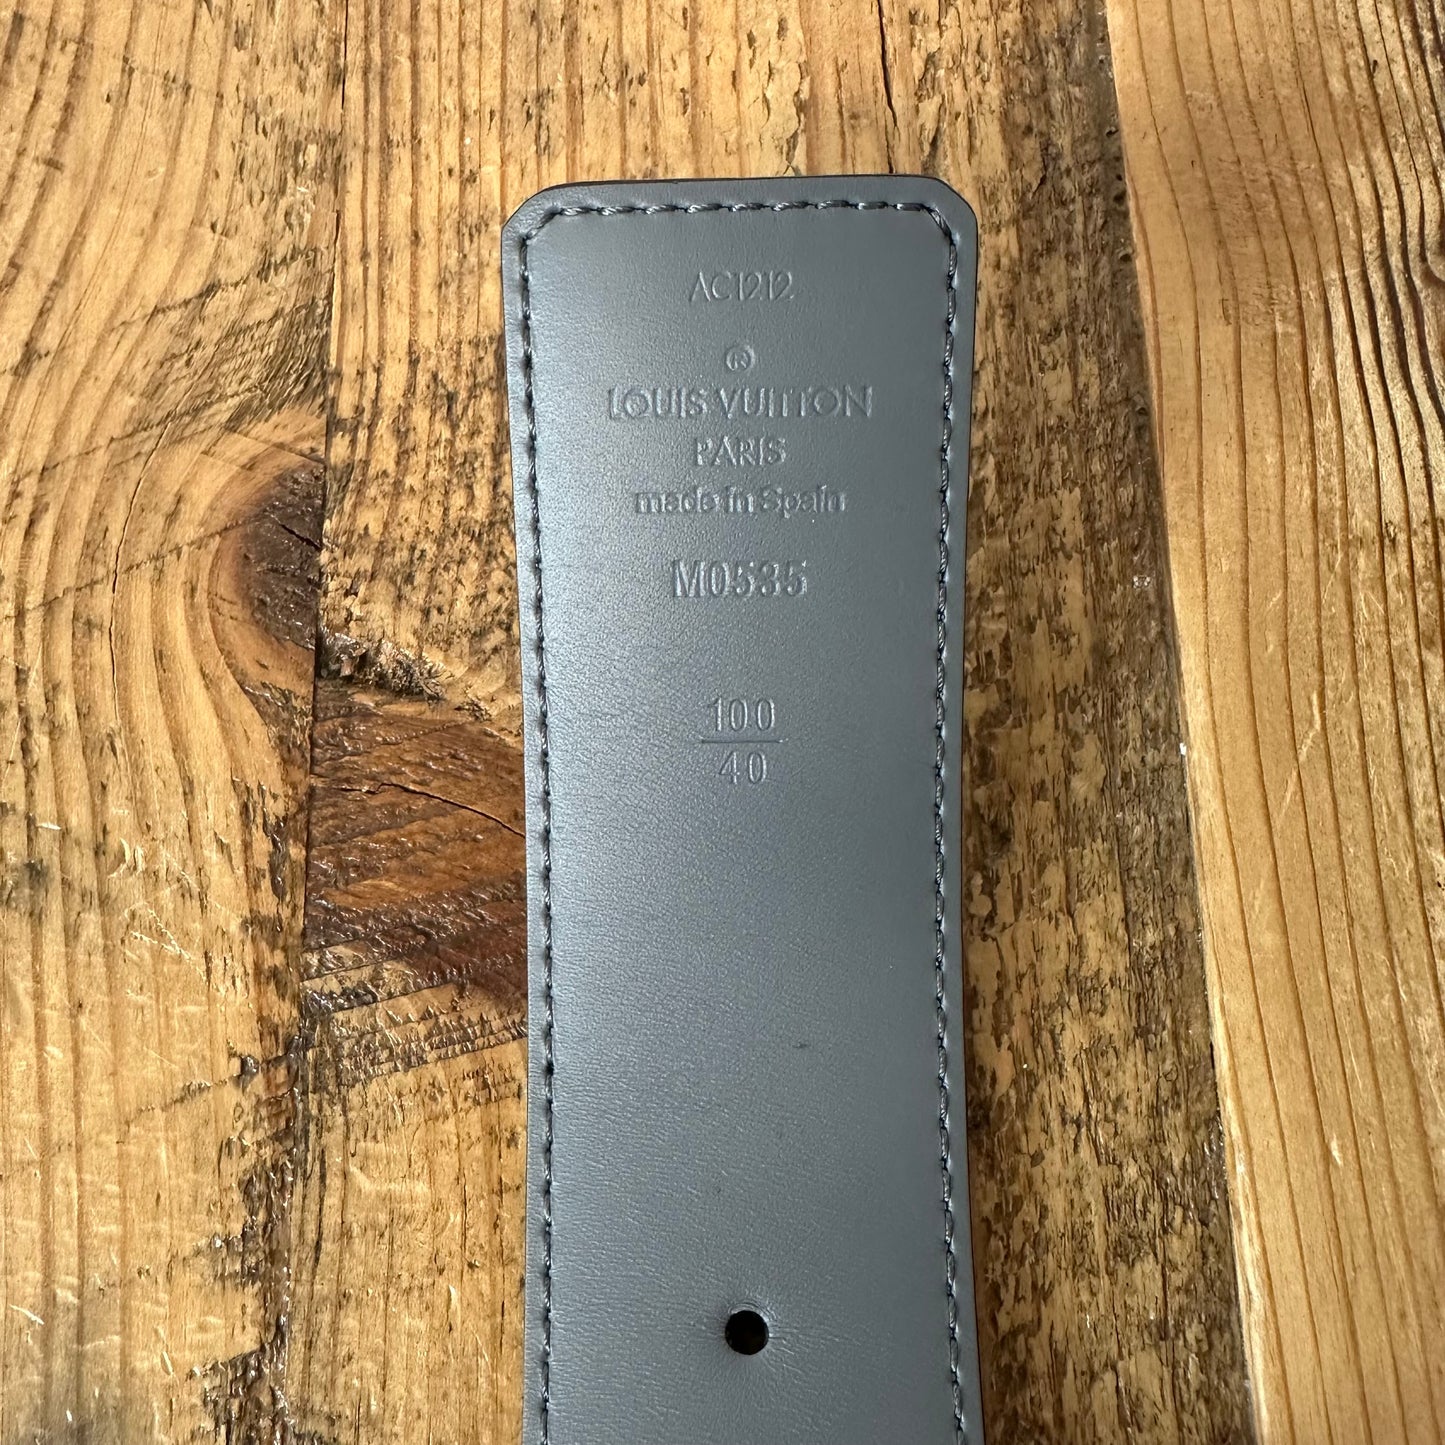 AC1212
®
LOUIS VUITTON
PARIS
made in Spain
M0535
100
40